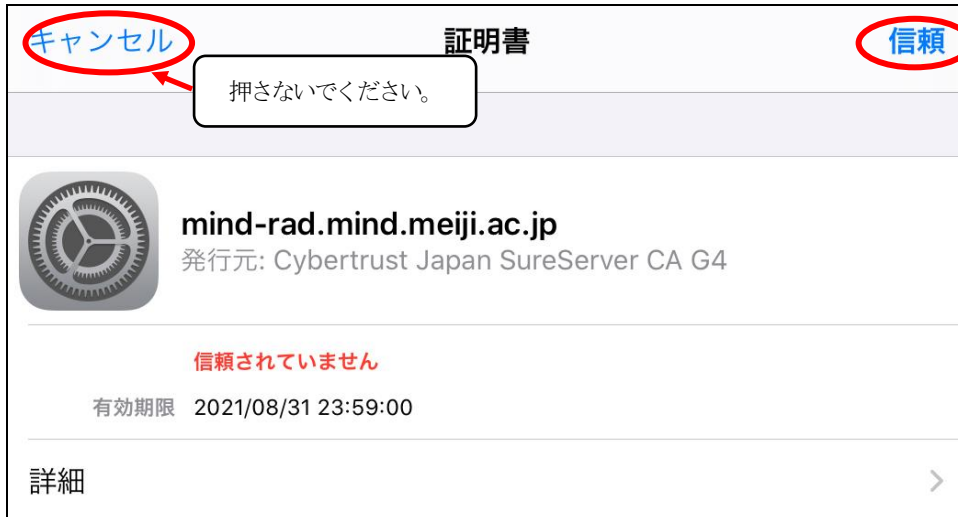 キャンセル
証明書
信頼
押さないでください。
mind-rad.mind.meiji.ac.jp
発行元: Cybertrust Japan SureServer CA G4
信頼されていません
有効期限 2021/08/31 23:59:00
詳細